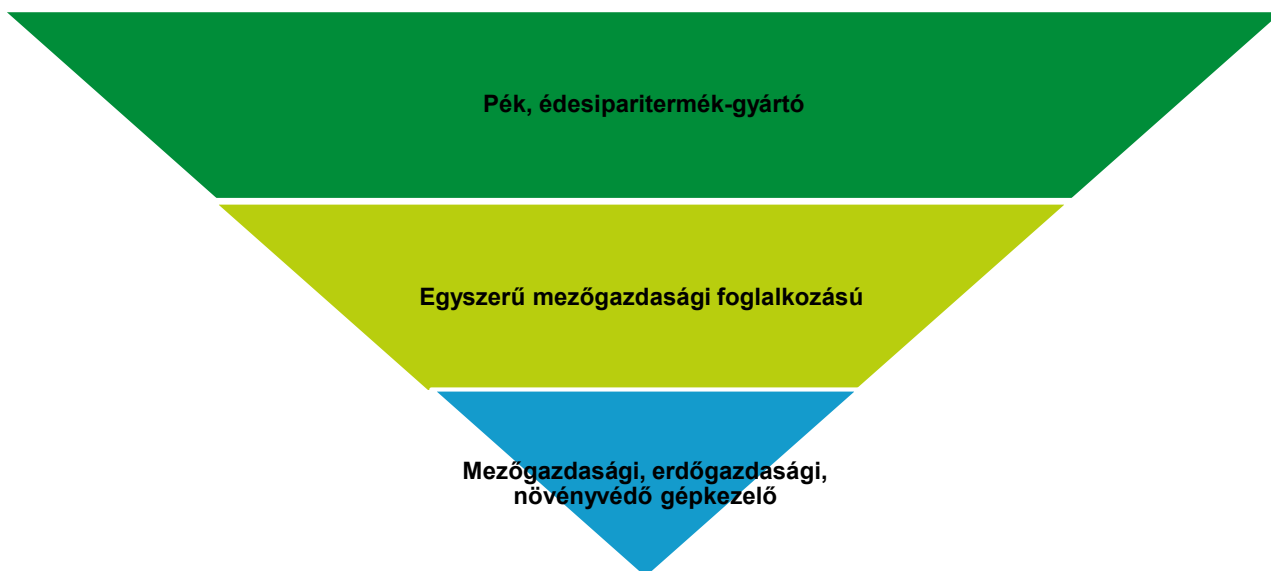 Pék, édesiparitermék-gyártó
Egyszerű mezőgazdasági foglalkozású
Mezőgazdasági, erdőgazdasági,
növényvédő gépkezelő